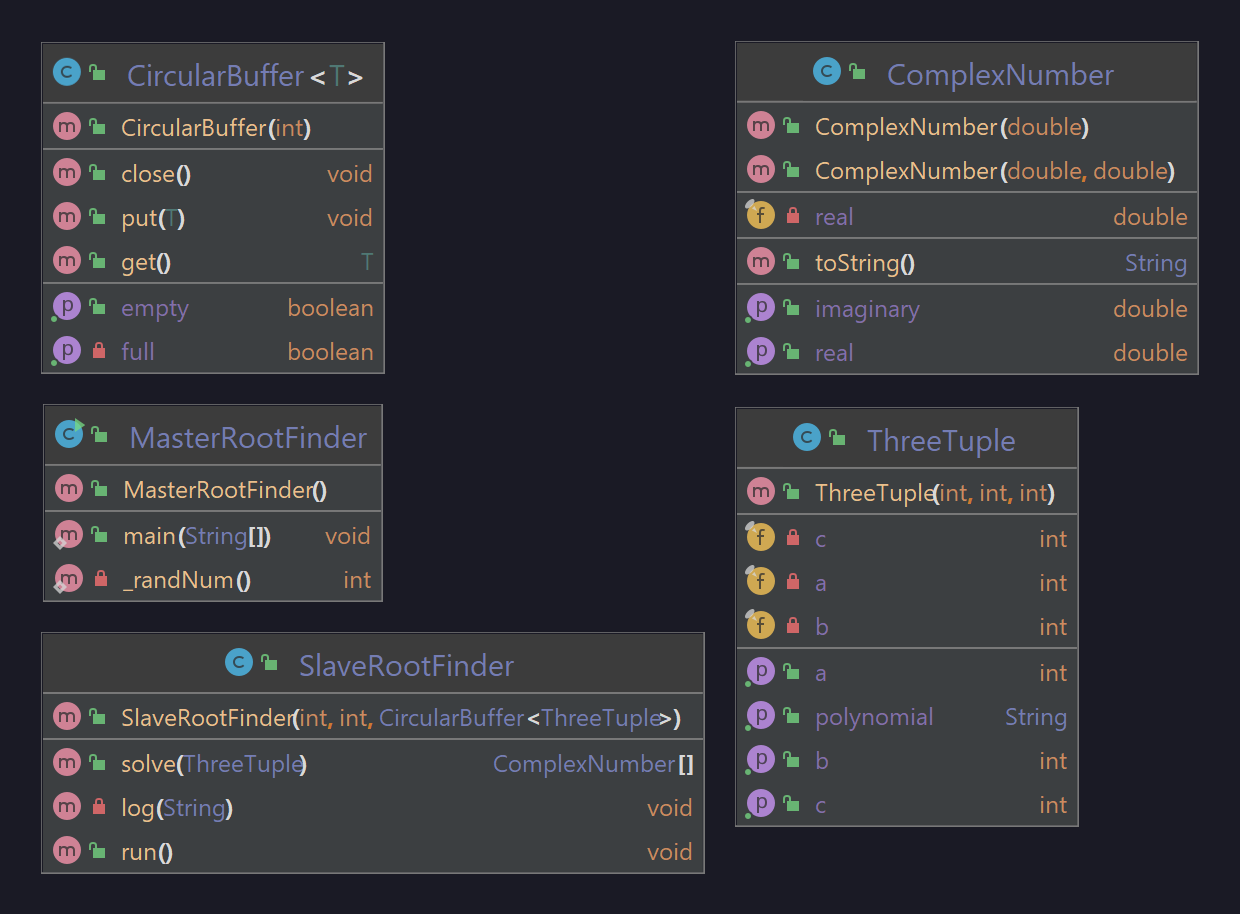 CircularBuffer<T>
CircularBuffer(int)
close() void
put(T) void
get() T
empty boolean
full boolean
MasterRootFinder
MasterRootFinder()
main(String[]) void
_randNum() int
SlaveRootFinder
SlaveRootFinder(int, int, CircularBuffer<ThreeTuple>)
solve(ThreeTuple) ComplexNumber[]
log(String) void
run() void
ComplexNumber
ComplexNumber(double)
ComplexNumber(double, double)
real double
toString() String
imaginary double
real double
ThreeTuple
ThreeTuple(int, int, int)
c int
a int
b int
a int
polynomial String
b int
c int